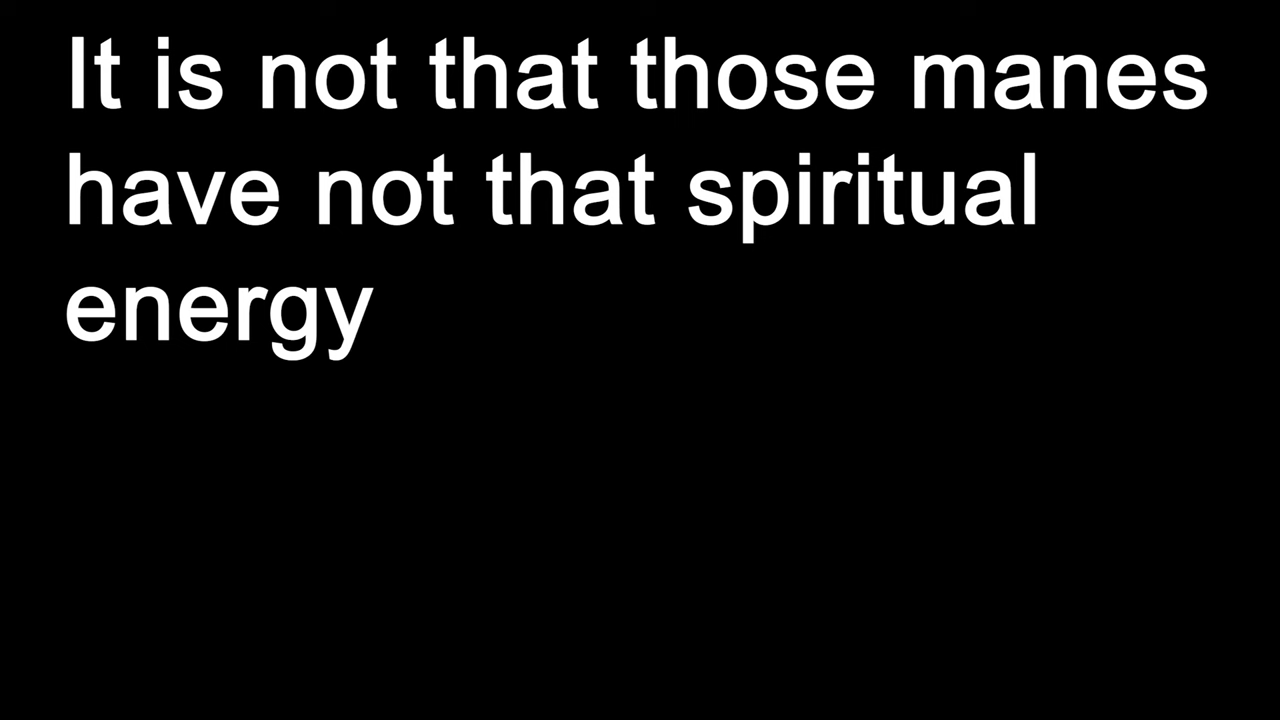 It is not that those manes
have not that spiritual
energy